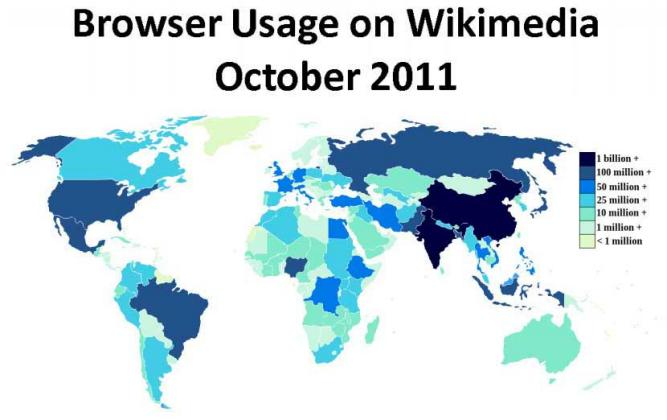 Browser Usage on Wikimedia
October 2011
1 billion +
100 million +
50 million +
25 million +
10 million +
1 million +
< 1 million